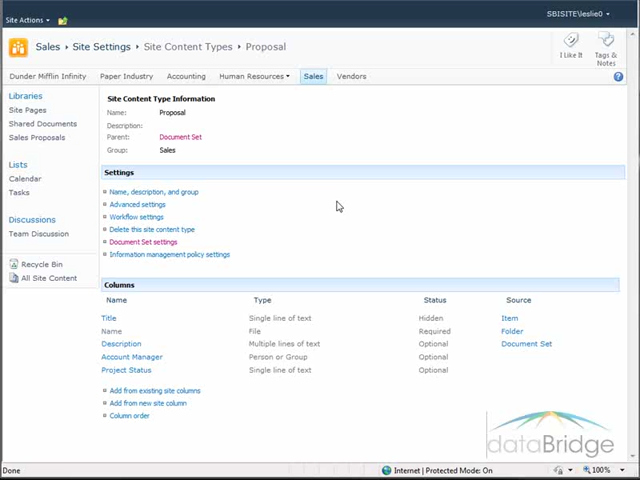 Site Actions
SBISITE\leslie0
Sales ▸ Site Settings ▸ Site Content Types ▸ Proposal
I Like It
Tags & Notes
Dunder Mifflin Infinity Paper Industry Accounting Human Resources Sales Vendors
Libraries
Site Pages
Shared Documents
Sales Proposals
Lists
Calendar
Tasks
Discussions
Team Discussion
Recycle Bin
All Site Content
Site Content Type Information
Name: Proposal
Description:
Parent: Document Set
Group: Sales
Settings
Name, description, and group
Advanced settings
Workflow settings
Delete this site content type
Document Set settings
Information management policy settings
Columns
Name Type Status Source
Title Single line of text Hidden Item
Name File Required Folder
Description Multiple lines of text Optional Document Set
Account Manager Person or Group Optional
Project Status Single line of text Optional
Add from existing site columns
Add from new site column
Column order
dataBridge
Done
Internet | Protected Mode: On
100%